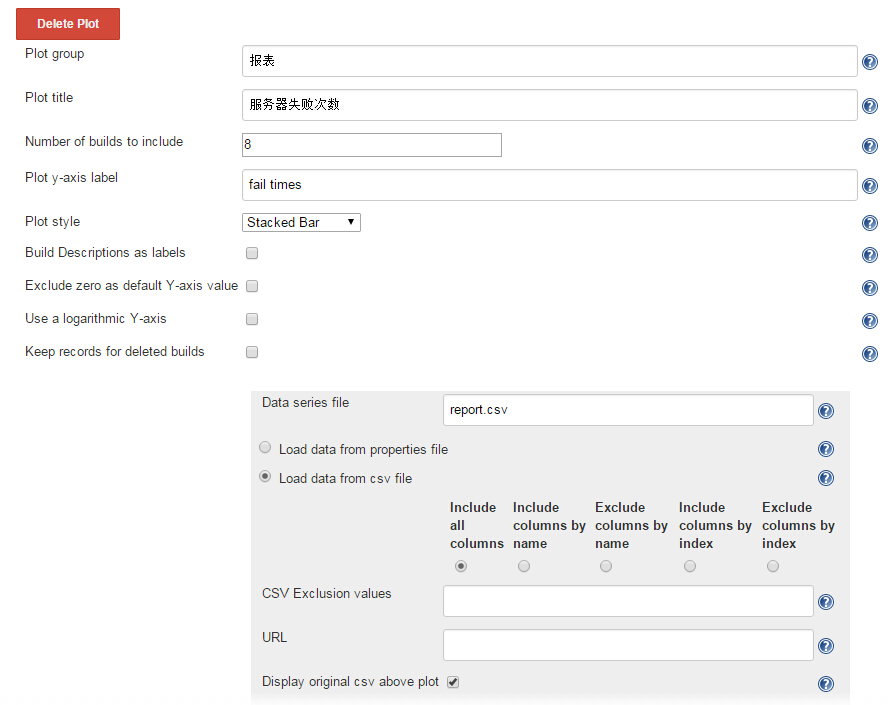 Delete Plot
Plot group
报表
Plot title
服务器失败次数
Number of builds to include
8
Plot y-axis label
fail times
Plot style
Stacked Bar
Build Descriptions as labels
Exclude zero as default Y-axis value
Use a logarithmic Y-axis
Keep records for deleted builds
Data series file
report.csv
Load data from properties file
Load data from csv file
Include all columns
Include columns by name
Exclude columns by name
Include columns by index
Exclude columns by index
CSV Exclusion values
URL
Display original csv above plot